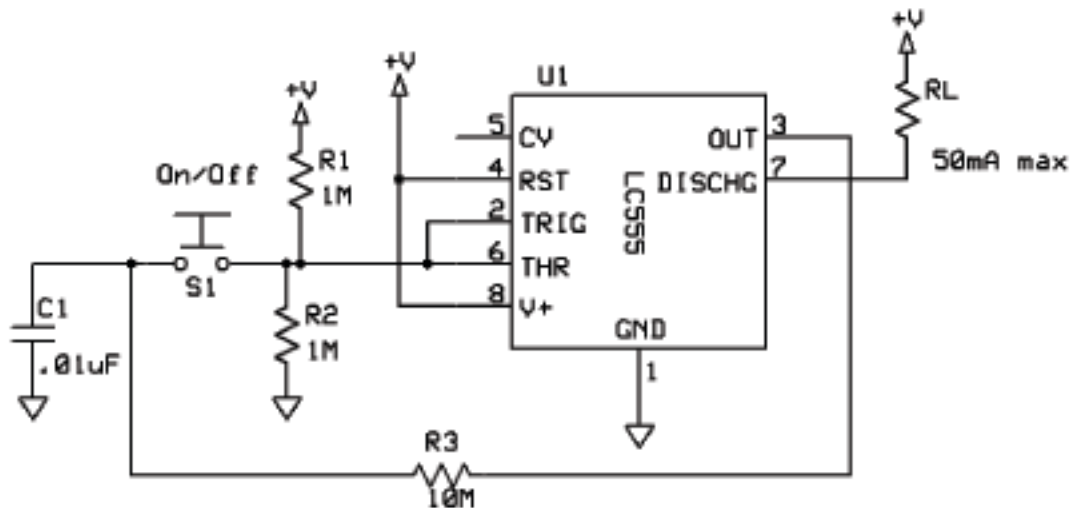 +V
+V
+V
U1
RL
5 CV
OUT 3
R1
50mA max
On/Off
4 RST
LC555
DISCHG 7
1M
2 TRIG
6 THR
S1
C1
R2
8 V+
GND
1M
.01uF
1
R3
10M